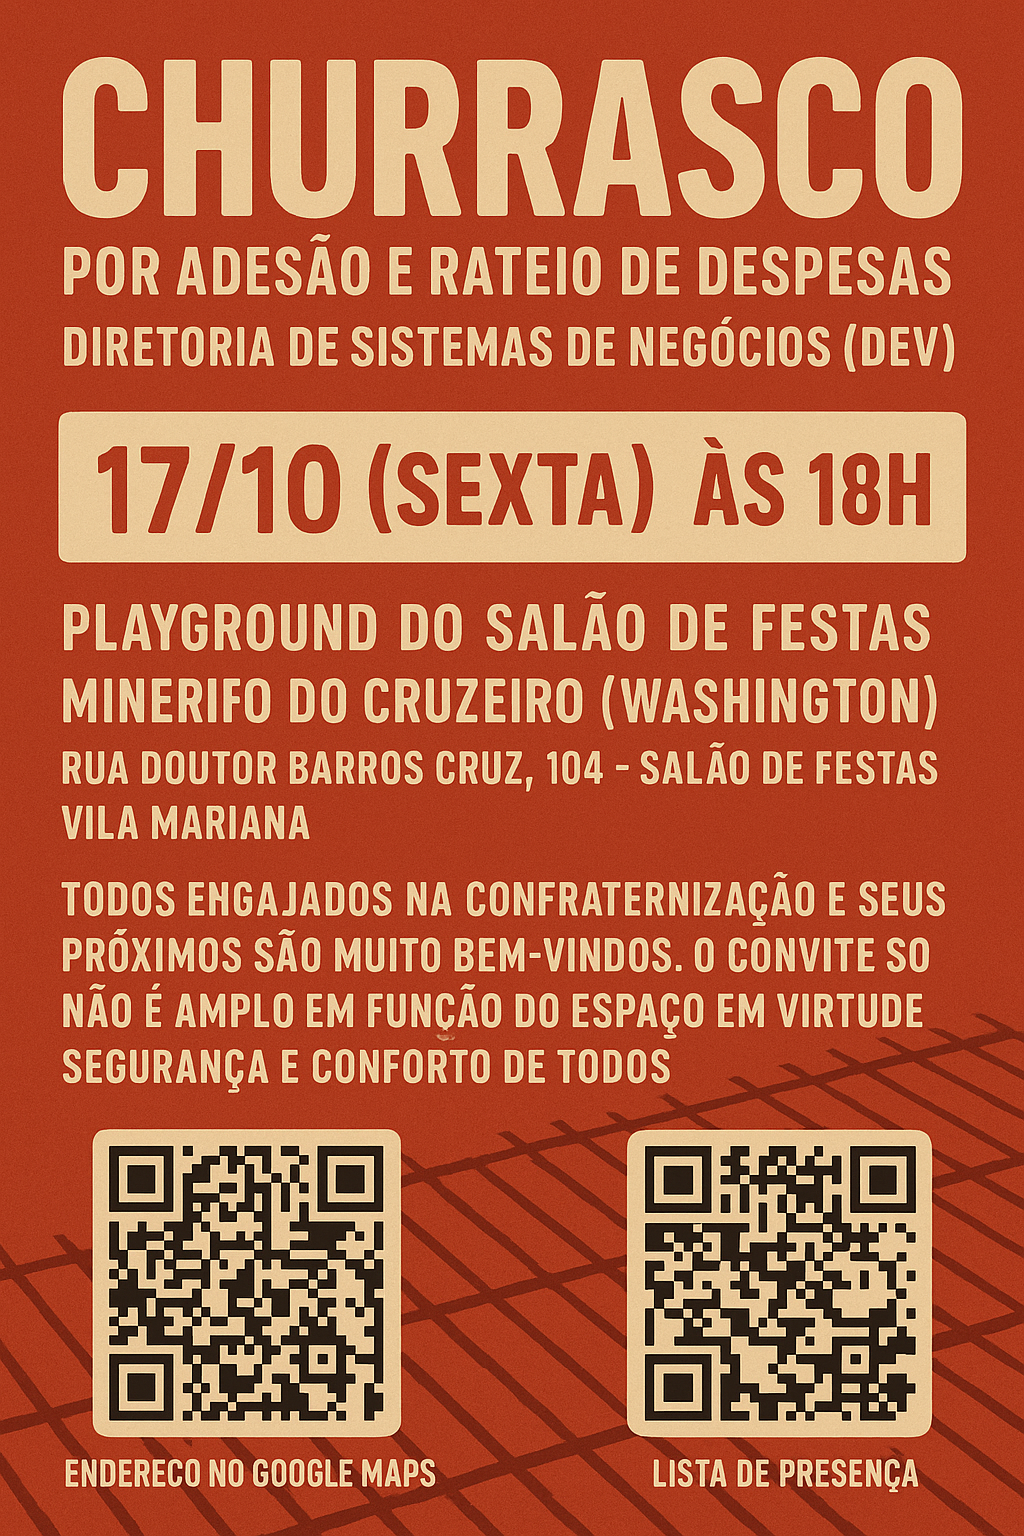 CHURRASCO
POR ADESÃO E RATEIO DE DESPESAS
DIRETORIA DE SISTEMAS DE NEGÓCIOS (DEV)
17/10 (SEXTA) ÀS 18H
PLAYGROUND DO SALÃO DE FESTAS
MINERIFO DO CRUZEIRO (WASHINGTON)
RUA DOUTOR BARROS CRUZ, 104 - SALÃO DE FESTAS
VILA MARIANA
TODOS ENGAJADOS NA CONFRATERNIZAÇÃO E SEUS
PRÓXIMOS SÃO MUITO BEM-VINDOS. O CONVITE SO
NÃO É AMPLO EM FUNÇÃO DO ESPAÇO EM VIRTUDE
SEGURANÇA E CONFORTO DE TODOS
ENDERECO NO GOOGLE MAPS
LISTA DE PRESENÇA